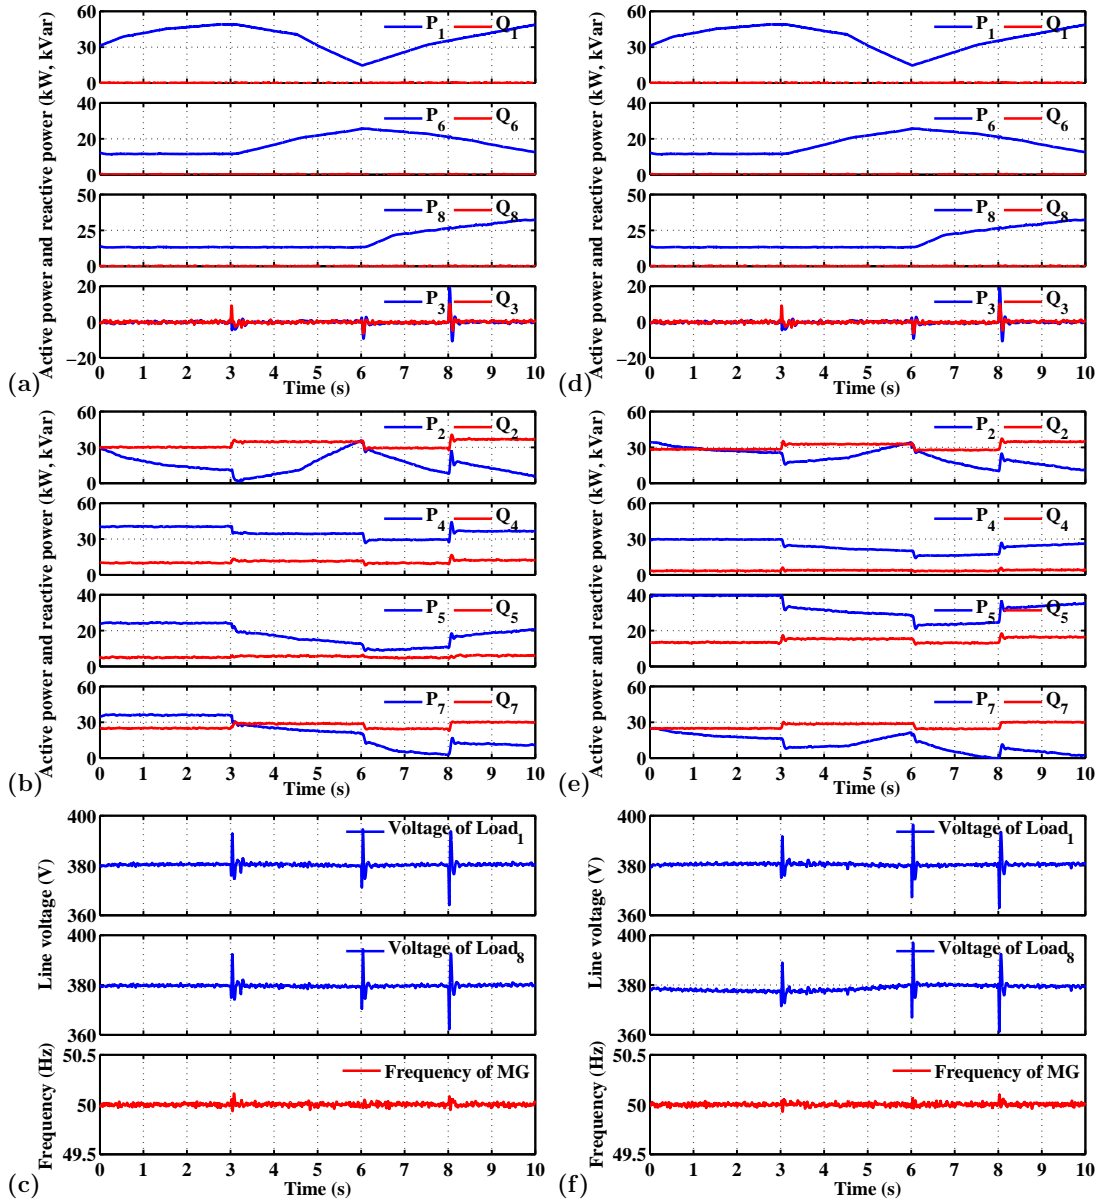 Active power and reactive power (kW, kVar)
60
30
0
P1 Q1
40
20
0
P6 Q6
50
25
0
P8 Q8
20
0
−20
P3 Q3
0 1 2 3 4 5 6 7 8 9 10
Time (s)
(a)
Active power and reactive power (kW, kVar)
60
30
0
P1 Q1
40
20
0
P6 Q6
50
25
0
P8 Q8
20
0
−20
P3 Q3
0 1 2 3 4 5 6 7 8 9 10
Time (s)
(d)
Active power and reactive power (kW, kVar)
60
30
0
P2 Q2
60
30
0
P4 Q4
40
20
0
P5 Q5
60
30
0
P7 Q7
0 1 2 3 4 5 6 7 8 9 10
Time (s)
(b)
Active power and reactive power (kW, kVar)
60
30
0
P2 Q2
60
30
0
P4 Q4
40
20
0
P5 Q5
60
30
0
P7 Q7
0 1 2 3 4 5 6 7 8 9 10
Time (s)
(e)
Line voltage (V)
400
380
360
Voltage of Load1
400
380
360
Voltage of Load8
Frequency (Hz)
50.5
50
49.5
Frequency of MG
0 1 2 3 4 5 6 7 8 9 10
Time (s)
(c)
Line voltage (V)
400
380
360
Voltage of Load1
400
380
360
Voltage of Load8
Frequency (Hz)
50.5
50
49.5
Frequency of MG
0 1 2 3 4 5 6 7 8 9 10
Time (s)
(f)